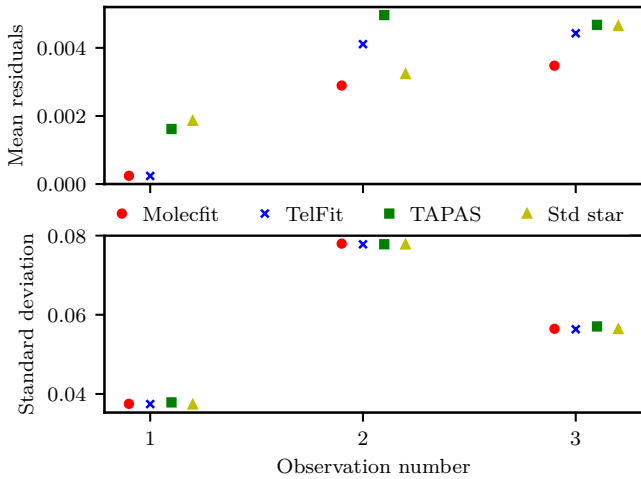 0.004
0.002
0.000
Mean residuals
Molecfit TelFit TAPAS Std star
0.08
0.06
0.04
Standard deviation
1 2 3
Observation number